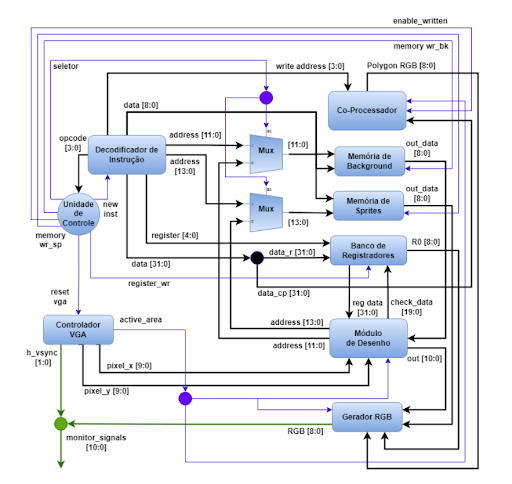 enable_written
memory wr_bk
seletor
write address [3:0]
Polygon RGB [8:0]
data [8:0]
Co-Processador
opcode
[3:0]
Decodificador de
Instrução
address [11:0]
address
[13:0]
Mux
[11:0]
Memória de
Background
out_data
[8:0]
Unidade
de
Controle
new
inst
Mux
[13:0]
Memória de
Sprites
out_data
[8:0]
memory
wr_sp
register [4:0]
data
[31:0]
data_r [31:0]
Banco de
Registradores
R0 [8:0]
register_wr
data_cp [31:0]
reset
vga
reg data
[31:0]
check_data
[19:0]
Controlador
VGA
active_area
address [13:0]
address [11:0]
Módulo
de Desenho
out [10:0]
h_vsync
[1:0]
pixel_x [9:0]
pixel_y [9:0]
Gerador RGB
RGB [8:0]
monitor_signals
[10:0]